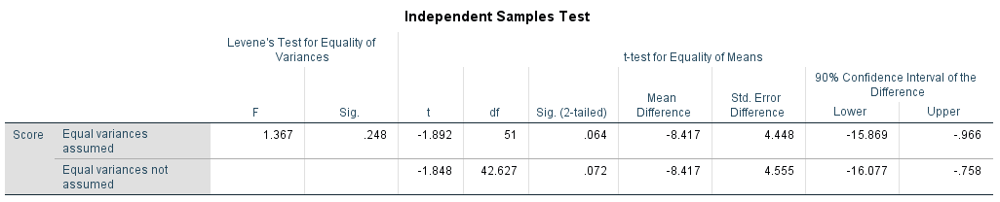 Independent Samples Test
Levene's Test for Equality of
Variances
t-test for Equality of Means
90% Confidence Interval of the
Difference
F Sig. t df Sig. (2-tailed) Mean
Difference Std. Error
Difference Lower Upper
Score Equal variances
assumed 1.367 .248 -1.892 51 .064 -8.417 4.448 -15.869 -.966
Equal variances not
assumed -1.848 42.627 .072 -8.417 4.555 -16.077 -.758